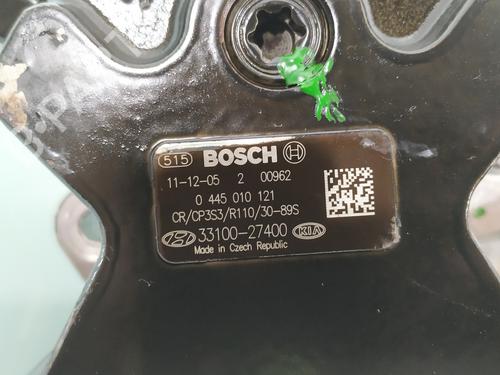 515 BOSCH
11-12-05 2 00962
0 445 010 121
CR/CP3S3/R110/30-89S
33100-27400 KIA
Made in Czech Republic